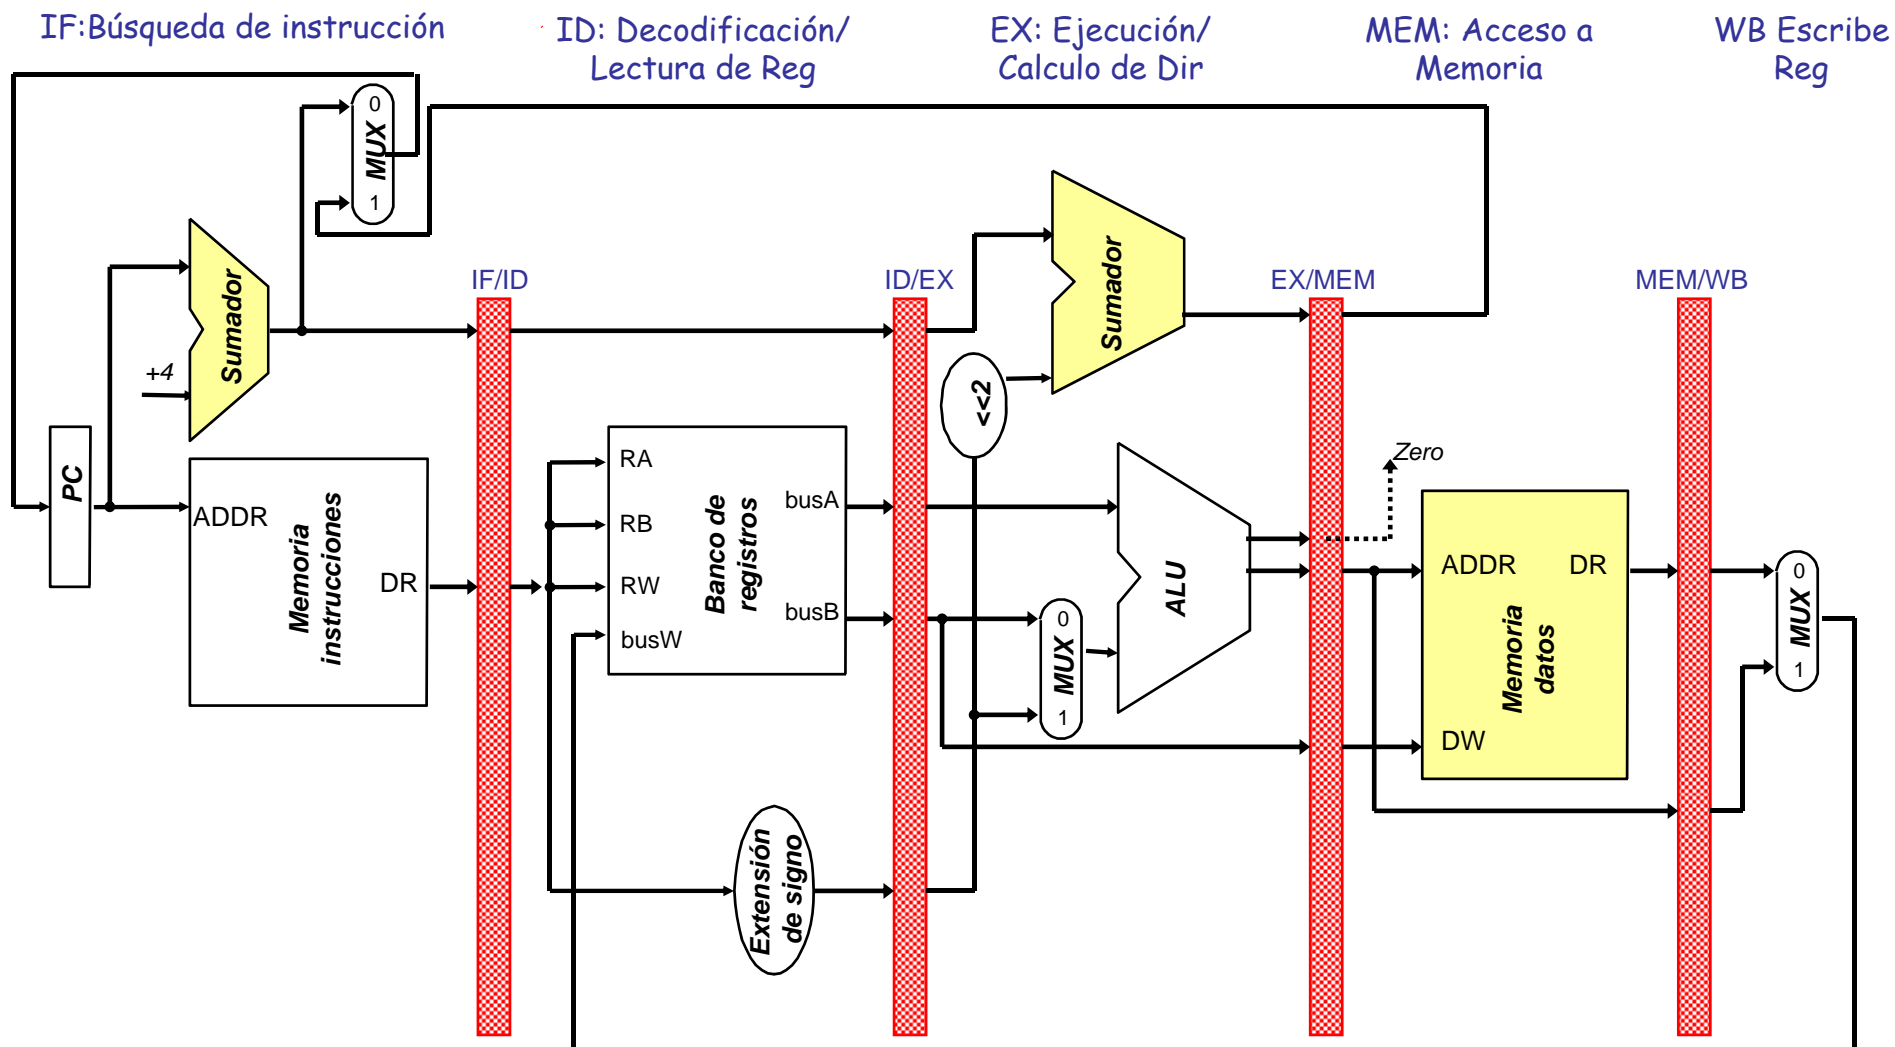 IF:Búsqueda de instrucción
ID: Decodificación/
Lectura de Reg
EX: Ejecución/
Calculo de Dir
MEM: Acceso a
Memoria
WB Escribe
Reg
0
MUX
1
Sumador
+4
IF/ID
ID/EX
Sumador
EX/MEM
MEM/WB
<<2
PC
ADDR
Memoria
instrucciones
DR
RA
RB
RW
busW
Banco de
registros
busA
busB
0
MUX
1
ALU
Zero
ADDR
DR
Memoria
datos
DW
0
MUX
1
Extensión
de signo